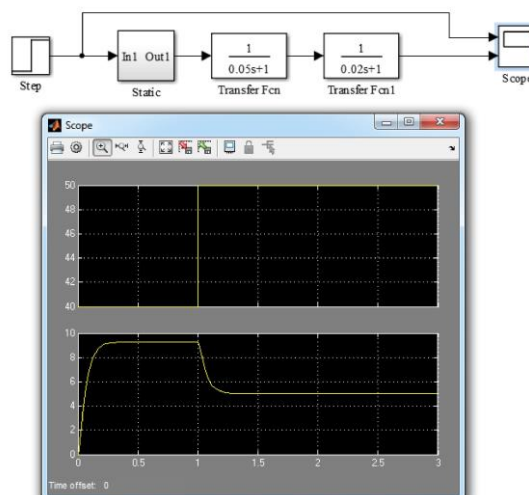 Step
In1 Out1
Static
1
0.05s+1
Transfer Fcn
1
0.02s+1
Transfer Fcn1
Scope
Scope
50
48
46
44
42
40
10
8
6
4
2
0
0 0.5 1 1.5 2 2.5 3
Time offset: 0